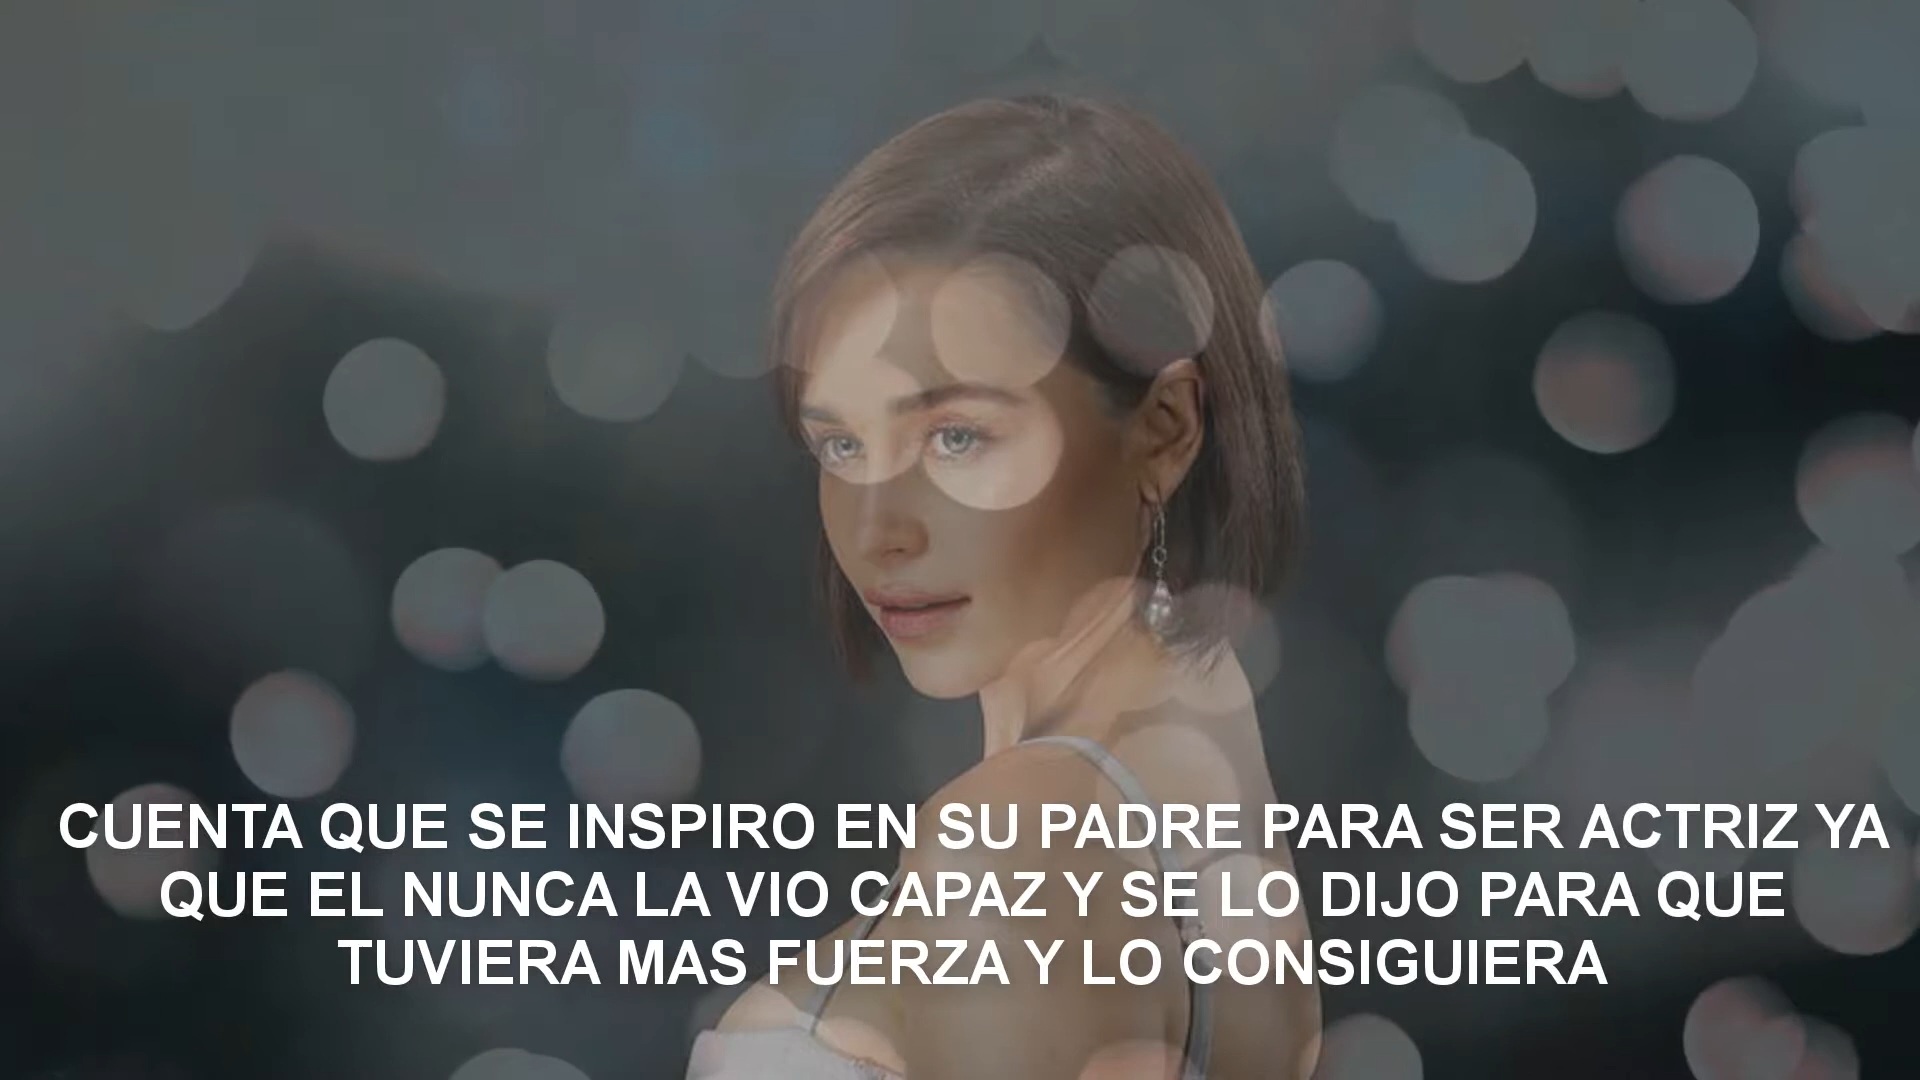 CUENTA QUE SE INSPIRO EN SU PADRE PARA SER ACTRIZ YA
QUE EL NUNCA LA VIO CAPAZ Y SE LO DIJO PARA QUE
TUVIERA MAS FUERZA Y LO CONSIGUIERA